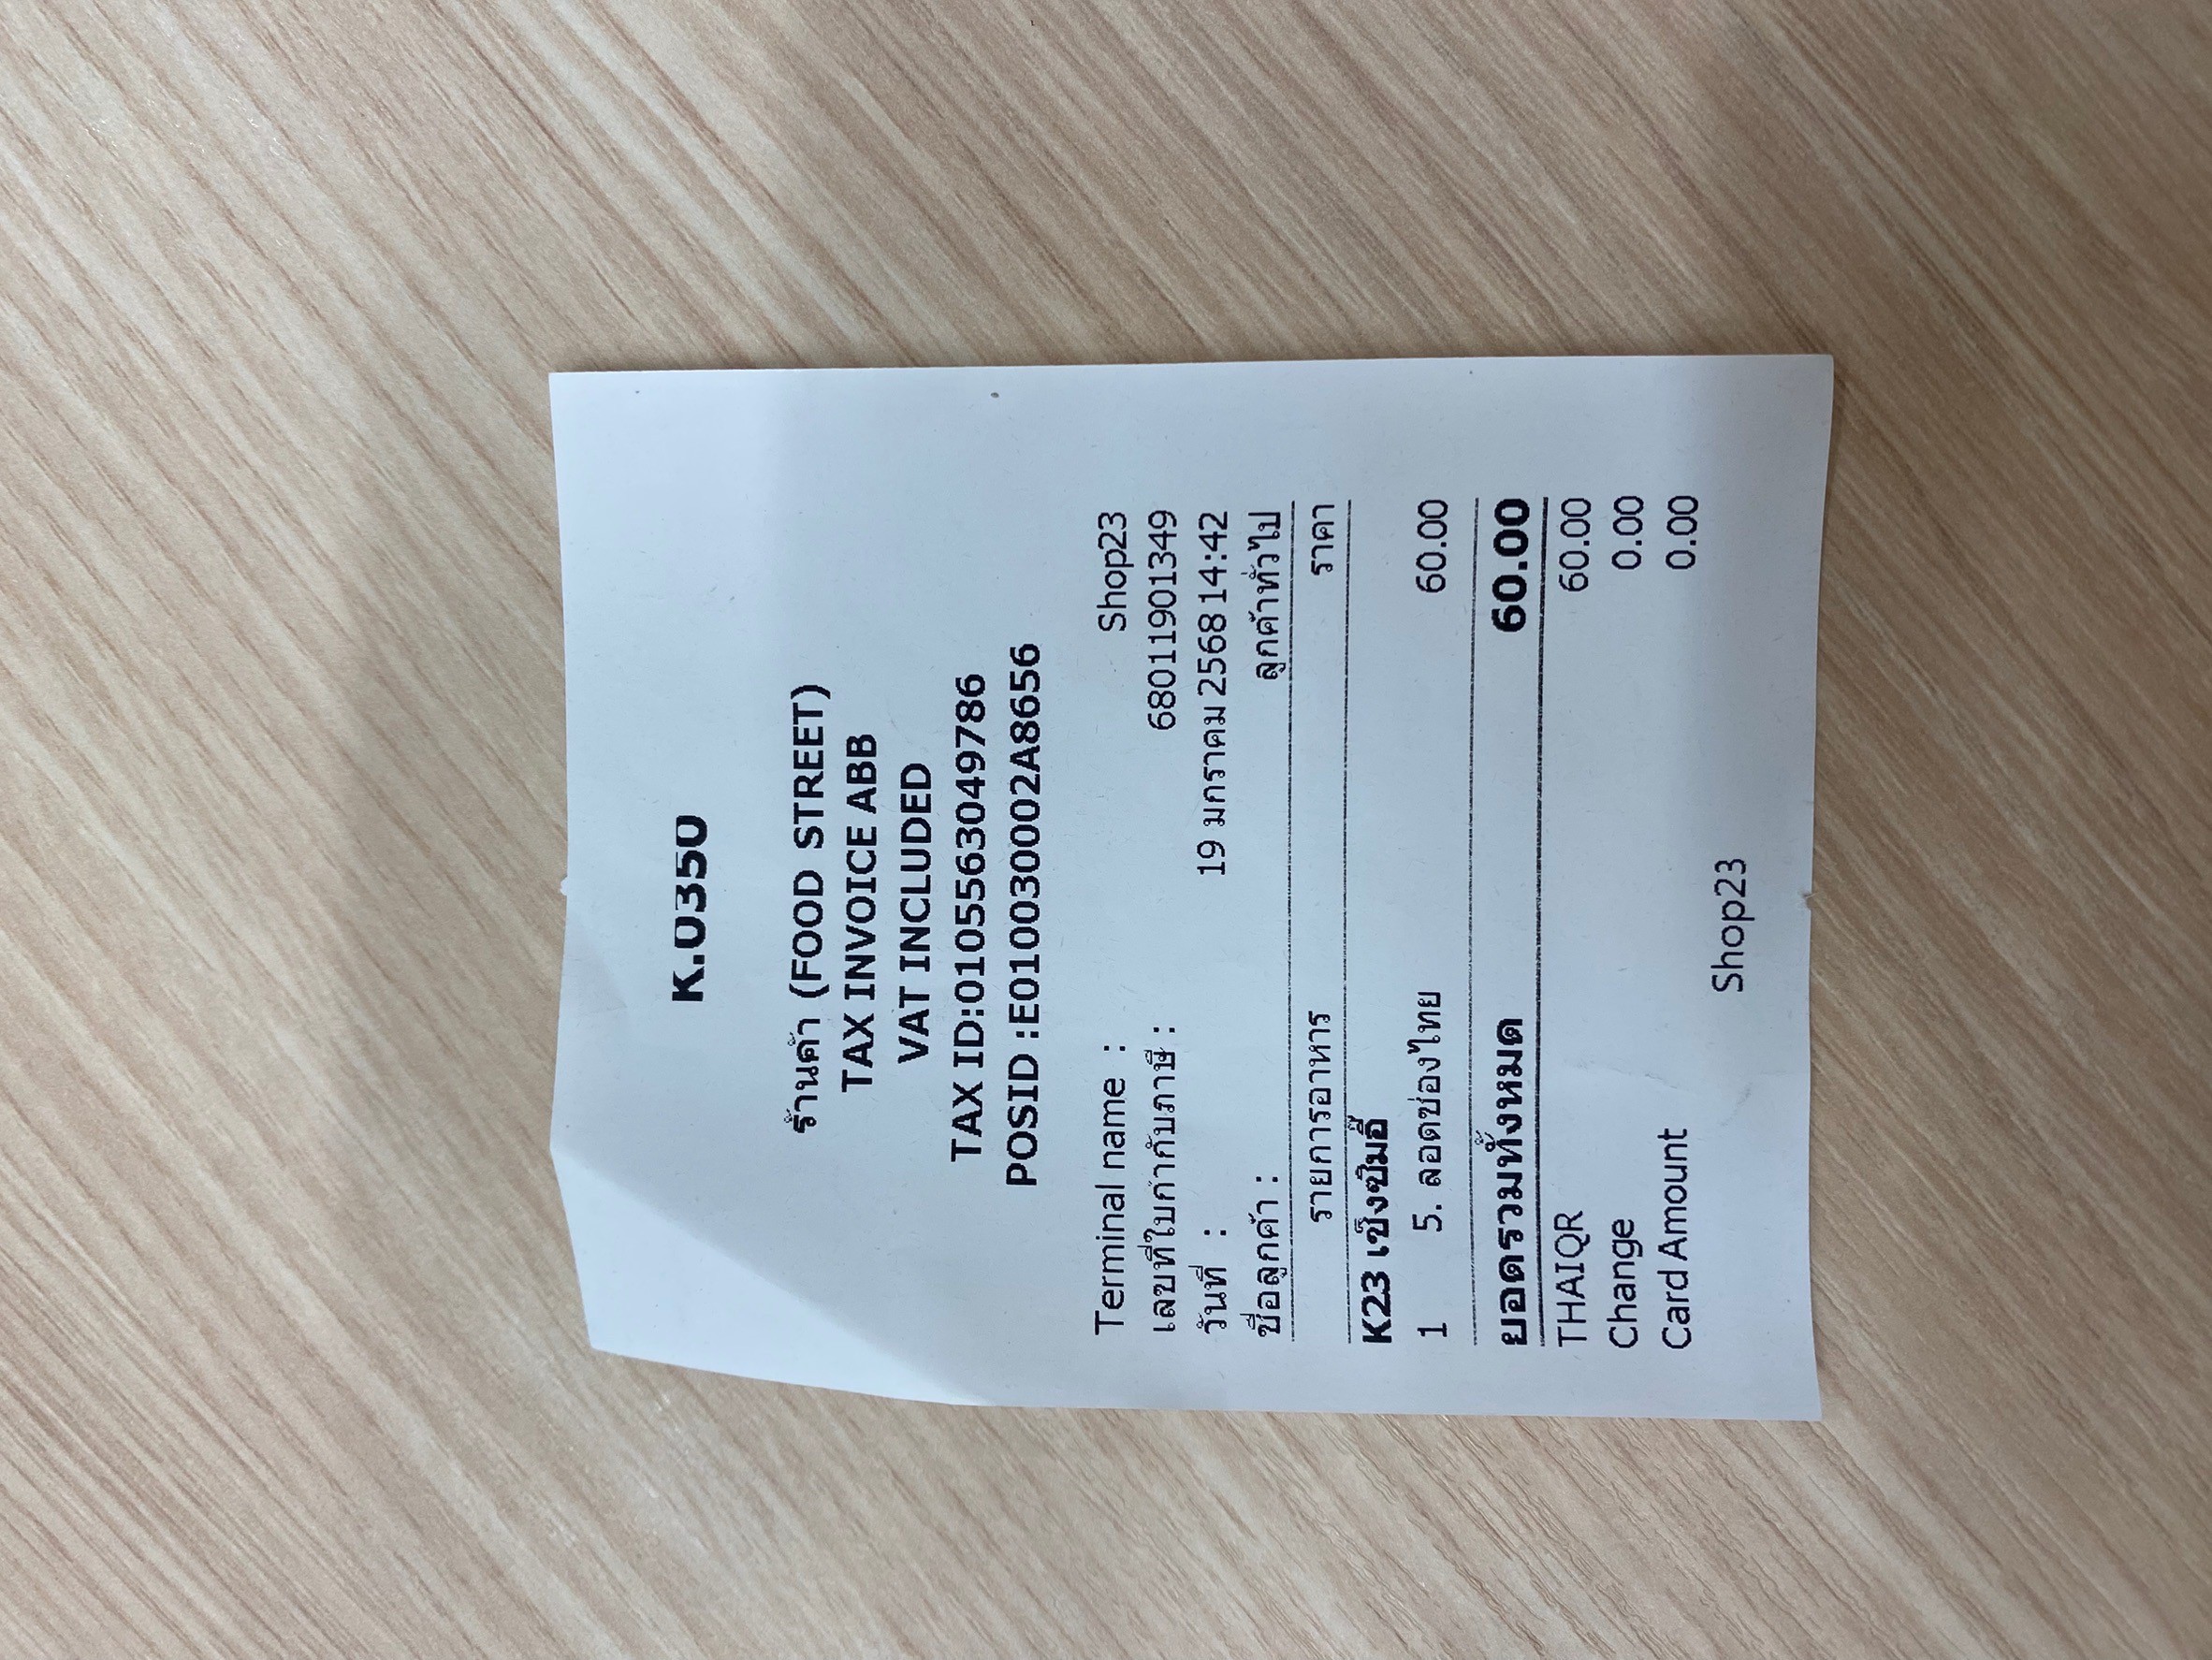 K.0350
ร้านค้า (FOOD STREET)
TAX INVOICE ABB
VAT INCLUDED
TAX ID:0105563049786
POSID :E010030002A8656
Terminal name : Shop23
เลขที่ใบกำกับภาษี : 68011901349
วันที่ : 19 มกราคม 2568 14:42
ชื่อลูกค้า : ลูกค้าทั่วไป
รายการอาหาร ราคา
K23 เช็งซิมอี๊
1 5. ลอดช่องไทย 60.00
ยอดรวมทั้งหมด 60.00
THAIQR 60.00
Change 0.00
Card Amount 0.00
Shop23